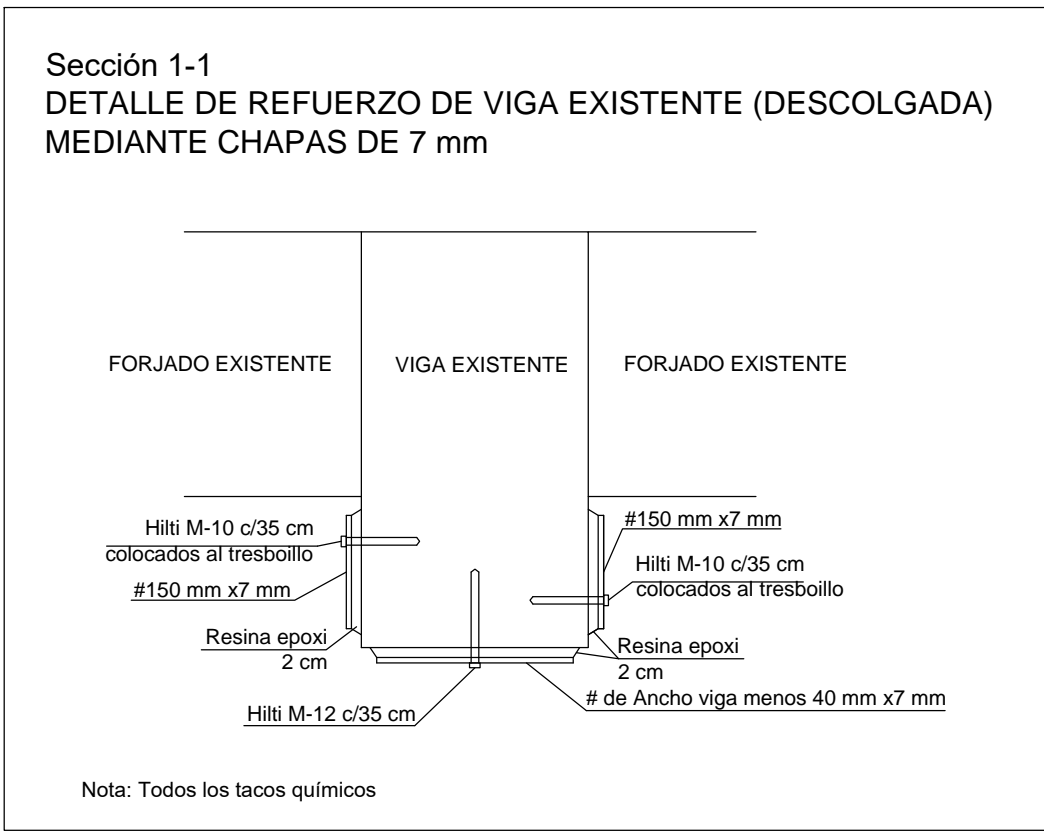 Sección 1-1
DETALLE DE REFUERZO DE VIGA EXISTENTE (DESCOLGADA)
MEDIANTE CHAPAS DE 7 mm
FORJADO EXISTENTE
VIGA EXISTENTE
FORJADO EXISTENTE
Hilti M-10 c/35 cm
colocados al tresboillo
#150 mm x7 mm
Resina epoxi
2 cm
Hilti M-12 c/35 cm
#150 mm x7 mm
Hilti M-10 c/35 cm
colocados al tresboillo
Resina epoxi
2 cm
# de Ancho viga menos 40 mm x7 mm
Nota: Todos los tacos químicos